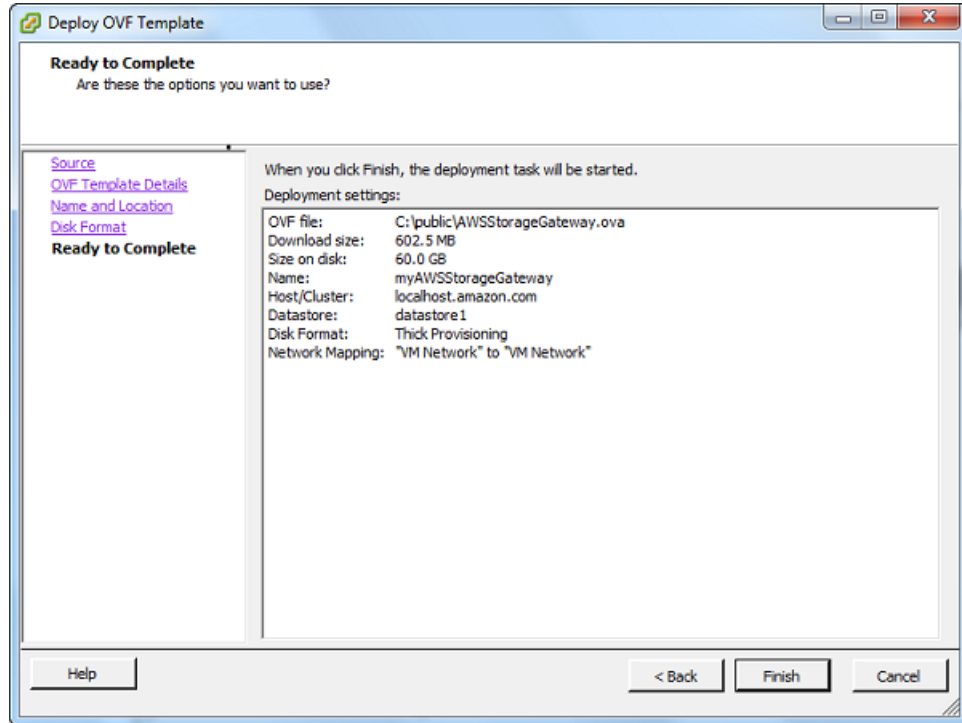 Deploy OVF Template
Ready to Complete
Are these the options you want to use?
Source
OVF Template Details
Name and Location
Disk Format
Ready to Complete
When you click Finish, the deployment task will be started.
Deployment settings:
OVF file: C:\public\AWSStorageGateway.ova
Download size: 602.5 MB
Size on disk: 60.0 GB
Name: myAWSStorageGateway
Host/Cluster: localhost.amazon.com
Datastore: datastore1
Disk Format: Thick Provisioning
Network Mapping: "VM Network" to "VM Network"
Help
< Back
Finish
Cancel